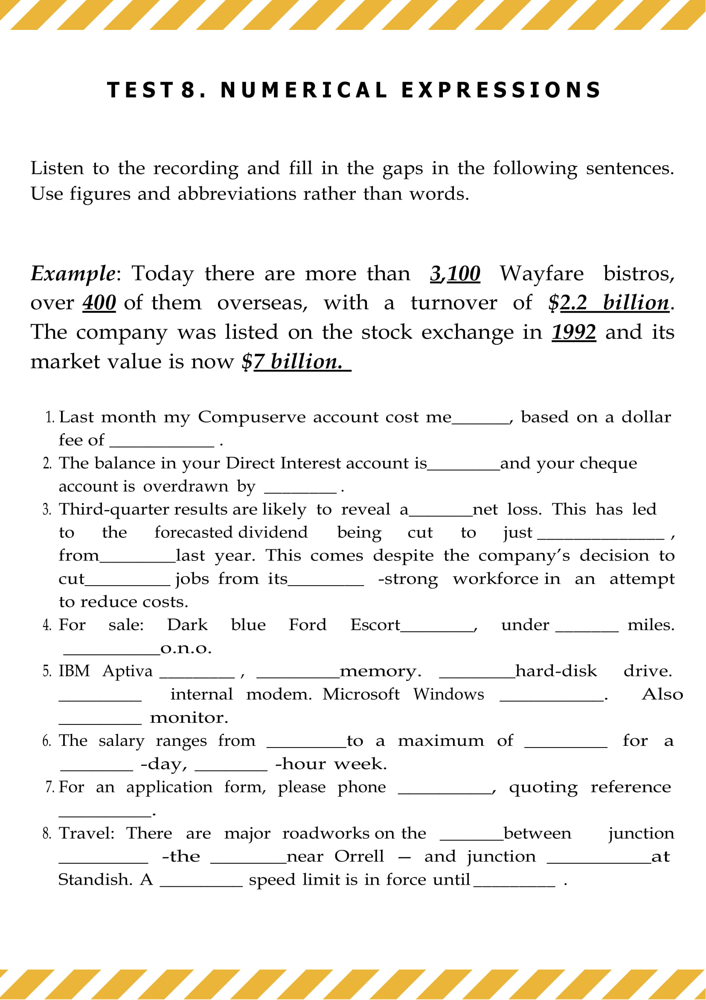 TEST 8. NUMERICAL EXPRESSIONS
Listen to the recording and fill in the gaps in the following sentences.
Use figures and abbreviations rather than words.
Example: Today there are more than 3,100 Wayfare bistros,
over 400 of them overseas, with a turnover of $2.2 billion.
The company was listed on the stock exchange in 1992 and its
market value is now $7 billion.
1. Last month my Compuserve account cost me______, based on a dollar
fee of ___________ .
2. The balance in your Direct Interest account is________and your cheque
account is overdrawn by ________ .
3. Third-quarter results are likely to reveal a_______net loss. This has led
to the forecasted dividend being cut to just ______________ ,
from________last year. This comes despite the company’s decision to
cut_________ jobs from its________ -strong workforce in an attempt
to reduce costs.
4. For sale: Dark blue Ford Escort________, under _______ miles.
__________o.n.o.
5. IBM Aptiva _________ , _________memory. ________hard-disk drive.
________ internal modem. Microsoft Windows __________. Also
________ monitor.
6. The salary ranges from ________to a maximum of ________ for a
_______ -day, _______ -hour week.
7. For an application form, please phone _________, quoting reference
_________.
8. Travel: There are major roadworks on the ______between junction
_________ -the ________near Orrell — and junction __________at
Standish. A ________ speed limit is in force until _________ .